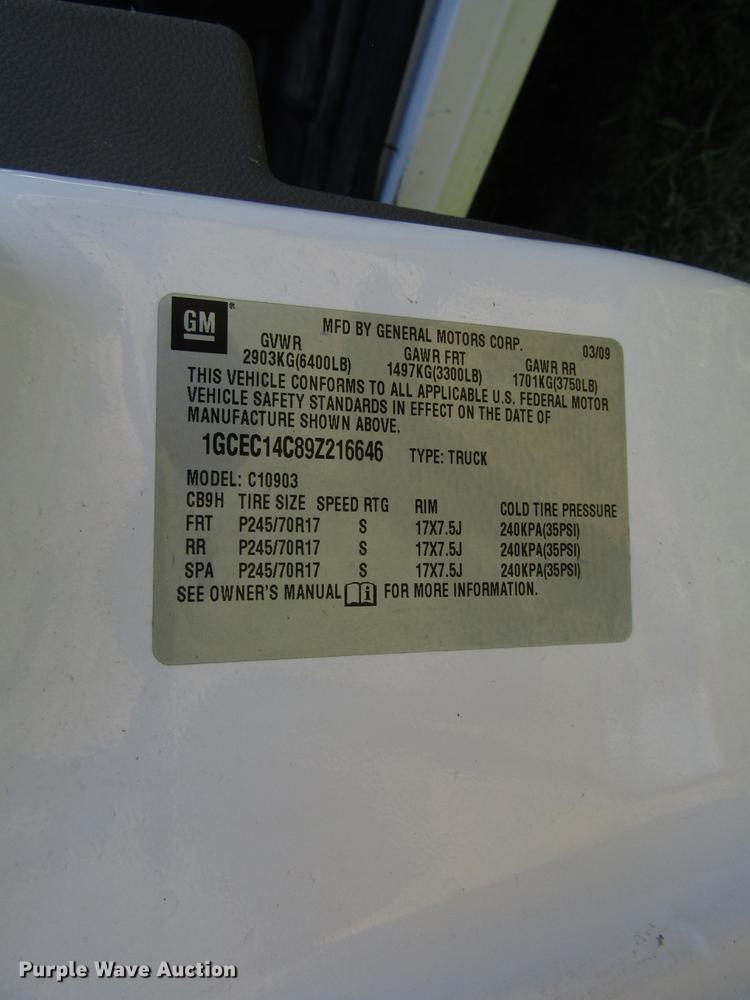 GM
MFD BY GENERAL MOTORS CORP. 03/09
GVWR GAWR FRT GAWR RR
2903KG(6400LB) 1497KG(3300LB) 1701KG(3750LB)
THIS VEHICLE CONFORMS TO ALL APPLICABLE U.S. FEDERAL MOTOR
VEHICLE SAFETY STANDARDS IN EFFECT ON THE DATE OF
MANUFACTURE SHOWN ABOVE.
1GCEC14C89Z216646 TYPE: TRUCK
MODEL: C10903
CB9H TIRE SIZE SPEED RTG RIM COLD TIRE PRESSURE
FRT P245/70R17 S 17X7.5J 240KPA(35PSI)
RR P245/70R17 S 17X7.5J 240KPA(35PSI)
SPA P245/70R17 S 17X7.5J 240KPA(35PSI)
SEE OWNER'S MANUAL i FOR MORE INFORMATION.
Purple Wave Auction